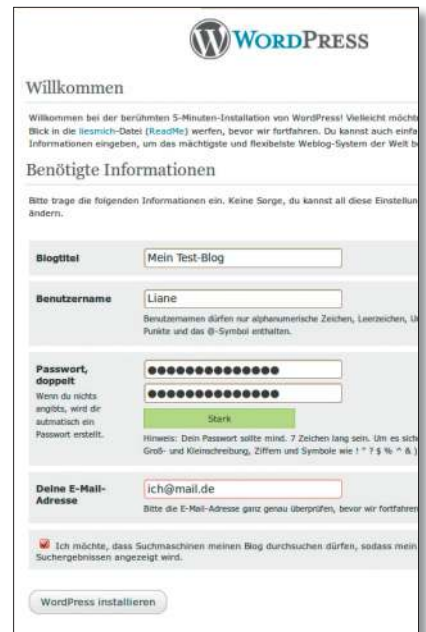 WORDPRESS
Willkommen
Willkommen bei der berühmten 5-Minuten-Installation von WordPress! Vielleicht möcht
Blick in die liesmich-Datei (ReadMe) werfen, bevor wir fortfahren. Du kannst auch einfa
Informationen eingeben, um das mächtigste und flexibelste Weblog-System der Welt b
Benötigte Informationen
Bitte trage die folgenden Informationen ein. Keine Sorge, du kannst all diese Einstellun
ändern.
Blogtitel
Mein Test-Blog
Benutzername
Liane
Benutzernamen dürfen nur alphanumerische Zeichen, Leerzeichen,
Punkte und das @-Symbol enthalten.
Passwort,
doppelt
Wenn du nichts
angibts, wird dir
autmatisch ein
Passwort erstellt.
●●●●●●●●●●●●●●
●●●●●●●●●●●●●●
Stark
Hinweis: Dein Passwort sollte mind. 7 Zeichen lang sein. Um es sich
Groß- und Kleinschreibung, Ziffern und Symbole wie ! " ? $ % ^ & )
Deine E-Mail-
Adresse
ich@mail.de
Bitte die E-Mail-Adresse ganz genau überprüfen, bevor wir fortfahren
Ich möchte, dass Suchmaschinen meinen Blog durchsuchen dürfen, sodass mein
Suchergebnissen angezeigt wird.
WordPress installieren